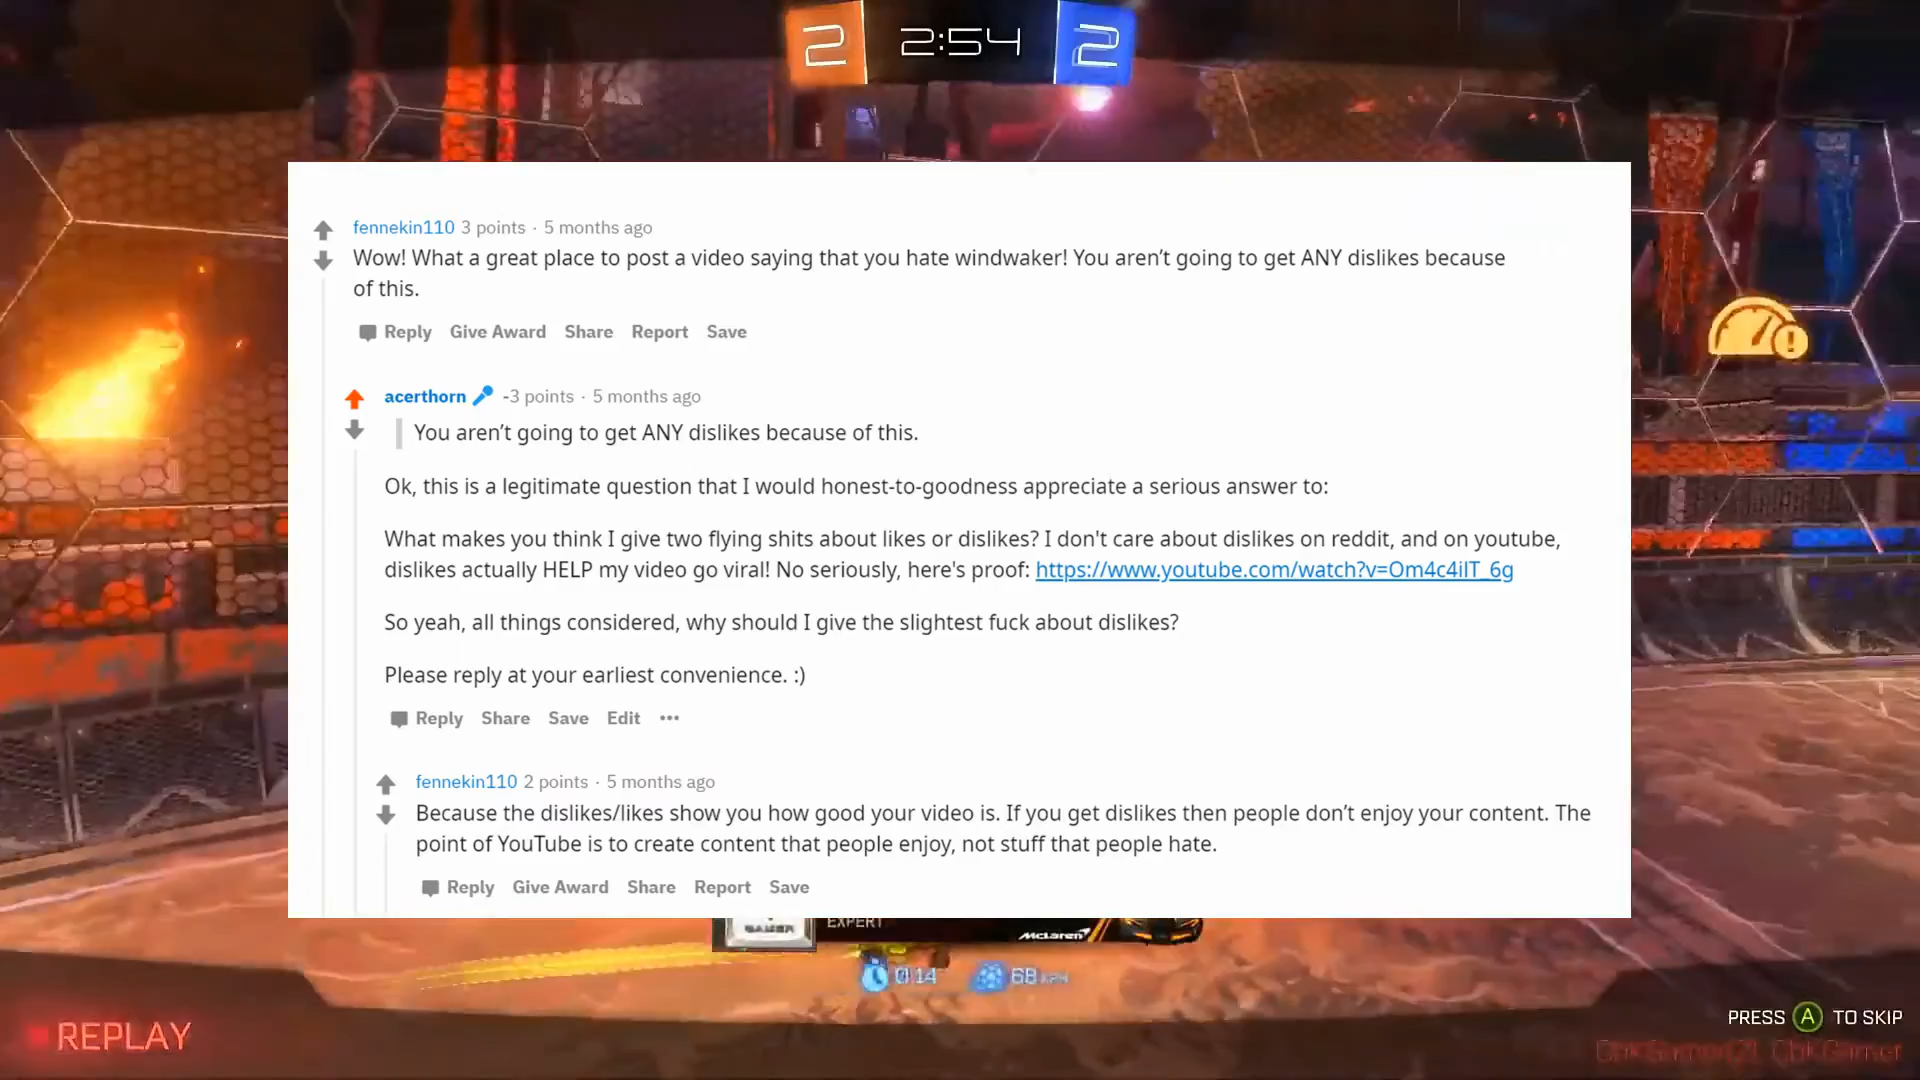 2 2:54 2
fennekin110 3 points · 5 months ago
Wow! What a great place to post a video saying that you hate windwaker! You aren’t going to get ANY dislikes because
of this.
Reply Give Award Share Report Save
acerthorn -3 points · 5 months ago
You aren’t going to get ANY dislikes because of this.
Ok, this is a legitimate question that I would honest-to-goodness appreciate a serious answer to:
What makes you think I give two flying shits about likes or dislikes? I don't care about dislikes on reddit, and on youtube,
dislikes actually HELP my video go viral! No seriously, here's proof: https://www.youtube.com/watch?v=Om4c4iIT_6g
So yeah, all things considered, why should I give the slightest fuck about dislikes?
Please reply at your earliest convenience. :)
Reply Share Save Edit ···
fennekin110 2 points · 5 months ago
Because the dislikes/likes show you how good your video is. If you get dislikes then people don’t enjoy your content. The
point of YouTube is to create content that people enjoy, not stuff that people hate.
Reply Give Award Share Report Save
EXPERT
McLaren
0:14 68 KPH
REPLAY
PRESS A TO SKIP